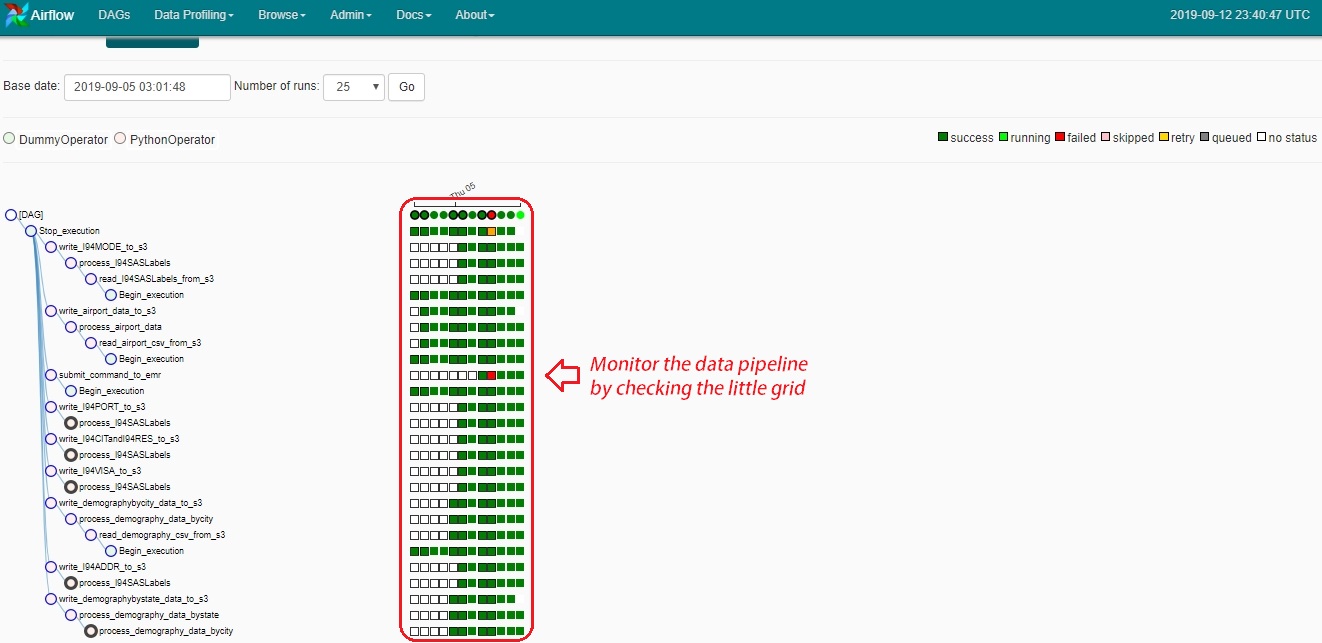 Airflow DAGs Data Profiling Browse Admin Docs About 2019-09-12 23:40:47 UTC
Base date: 2019-09-05 03:01:48 Number of runs: 25 Go
DummyOperator PythonOperator success running failed skipped retry queued no status
Thu 05
[DAG]
Stop_execution
write_I94MODE_to_s3
process_I94SASLabels
read_I94SASLabels_from_s3
Begin_execution
write_airport_data_to_s3
process_airport_data
read_airport_csv_from_s3
Begin_execution
submit_command_to_emr
Begin_execution
write_I94PORT_to_s3
process_I94SASLabels
write_I94CITandI94RES_to_s3
process_I94SASLabels
write_I94VISA_to_s3
process_I94SASLabels
write_demographybycity_data_to_s3
process_demography_data_bycity
read_demography_csv_from_s3
Begin_execution
write_I94ADDR_to_s3
process_I94SASLabels
write_demographybystate_data_to_s3
process_demography_data_bystate
process_demography_data_bycity
Monitor the data pipeline
by checking the little grid